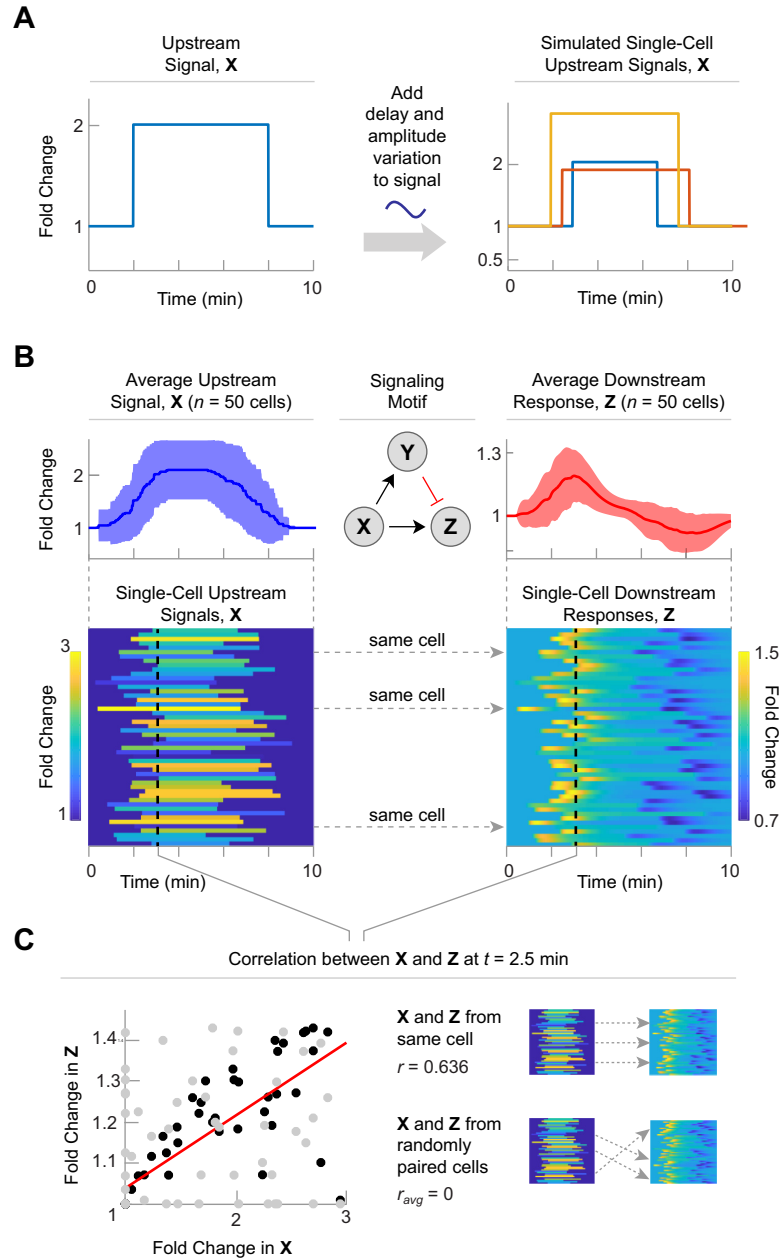 A
Upstream
Signal, X
Simulated Single-Cell
Upstream Signals, X
Add
delay and
amplitude
variation
to signal
Fold Change
2
1
0
10
Time (min)
2
1
0.5
0
10
Time (min)
B
Average Upstream
Signal, X (n = 50 cells)
Signaling
Motif
Average Downstream
Response, Z (n = 50 cells)
Fold Change
2
1
Y
X
Z
1.3
1
Single-Cell Upstream
Signals, X
Single-Cell Downstream
Responses, Z
3
Fold Change
1
same cell
same cell
same cell
1.5
Fold Change
0.7
0
10
Time (min)
0
10
Time (min)
C
Correlation between X and Z at t = 2.5 min
Fold Change in Z
1.4
1.3
1.2
1.1
1
2
3
Fold Change in X
X and Z from
same cell
r = 0.636
X and Z from
randomly
paired cells
ravg = 0